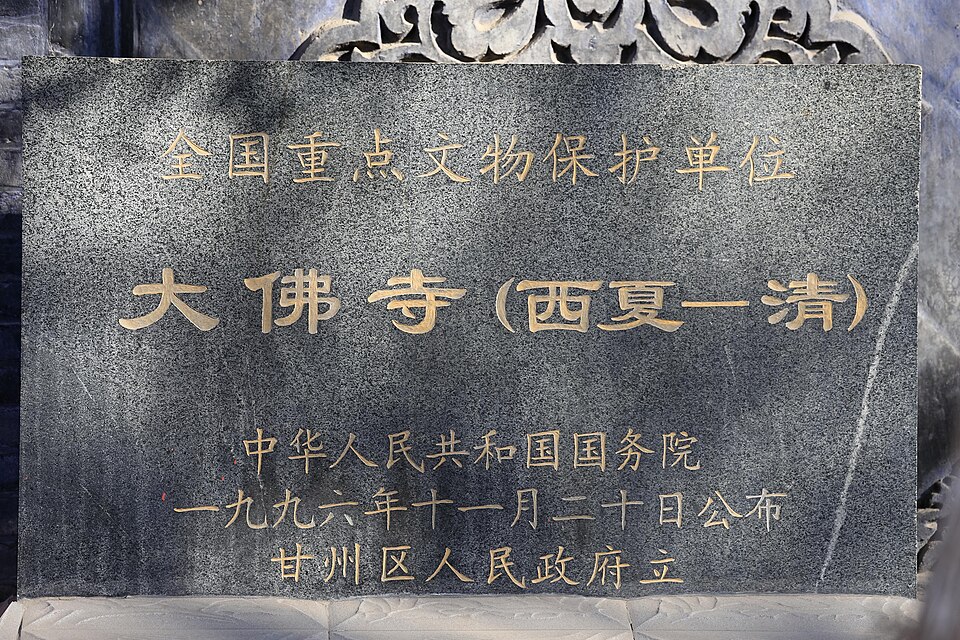 全国重点文物保护单位
大佛寺(西夏—清)
中华人民共和国国务院
一九九六年十一月二十日公布
甘州区人民政府立